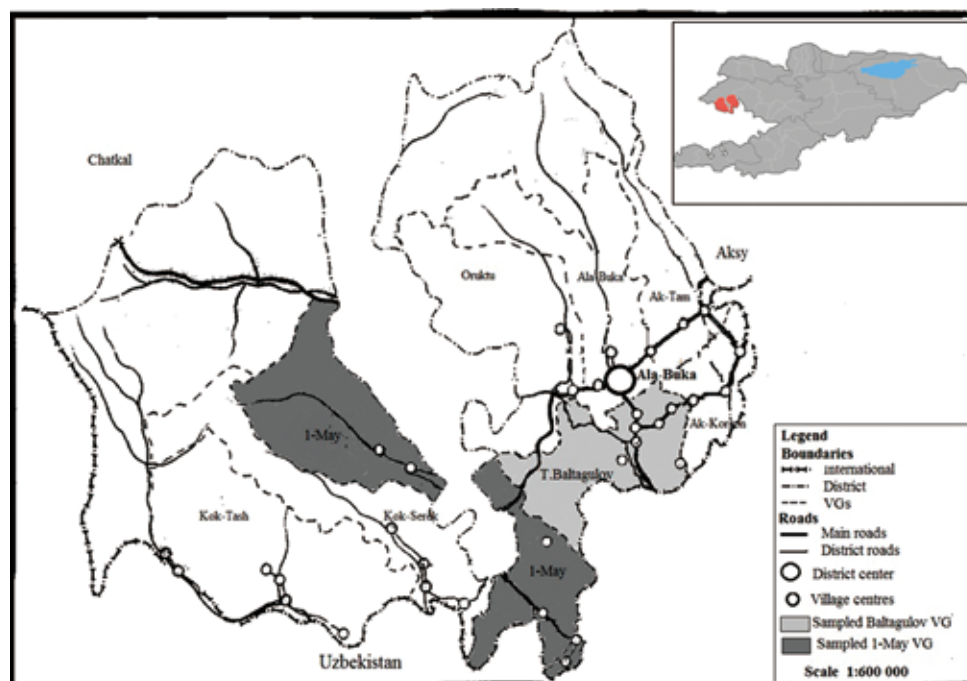 Chatkal
Aksy
Oruktu
Ala-Buka
Ak-Tam
Ala-Buka
Ak-Korgon
1-May
T.Baltagulov
Kok-Tash
Kok-Serek
1-May
Uzbekistan
Legend
Boundaries
International
District
VGs
Roads
Main roads
District roads
District center
Village centres
Sampled Baltagulov VG
Sampled 1-May VG
Scale 1:600 000